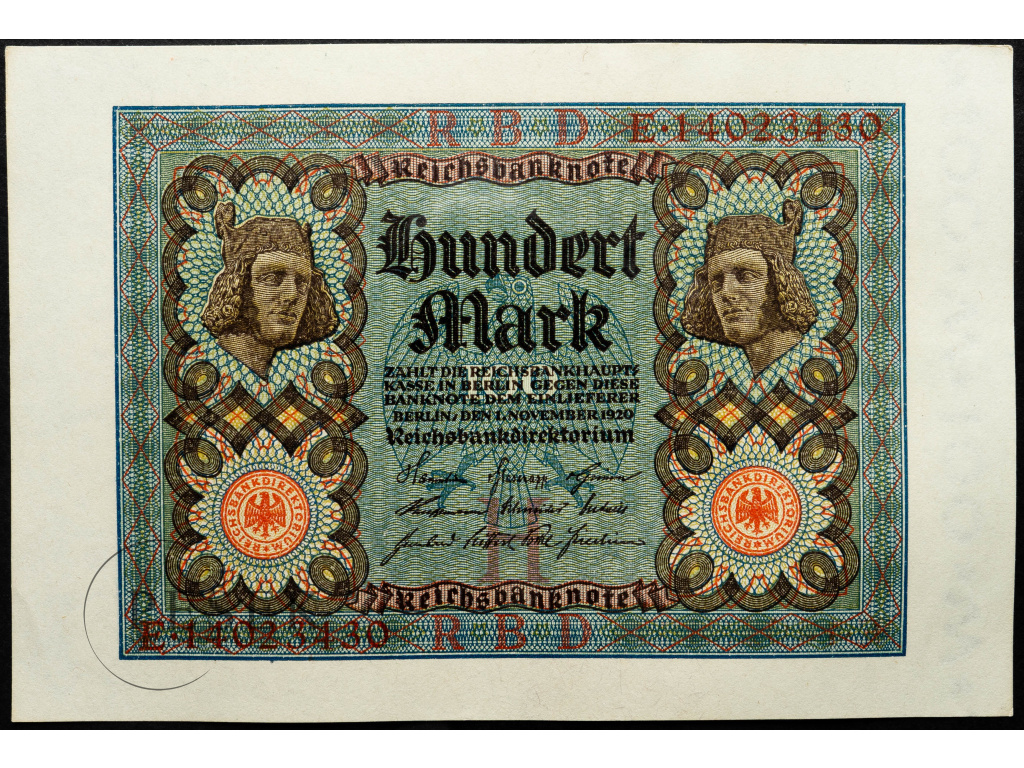 R B D E·14023430
Reichsbanknote
Hundert
Mark
ZAHLT DIE REICHSBANKHAUPT-
KASSE IN BERLIN GEGEN DIESE
BANKNOTE DEM EINLIEFERER
BERLIN, DEN 1. NOVEMBER 1920
Reichsbankdirektorium
REICHSBANKDIREKTORIUM
REICHSBANKDIREKTORIUM
H
Reichsbanknote
E·14023430 R B D